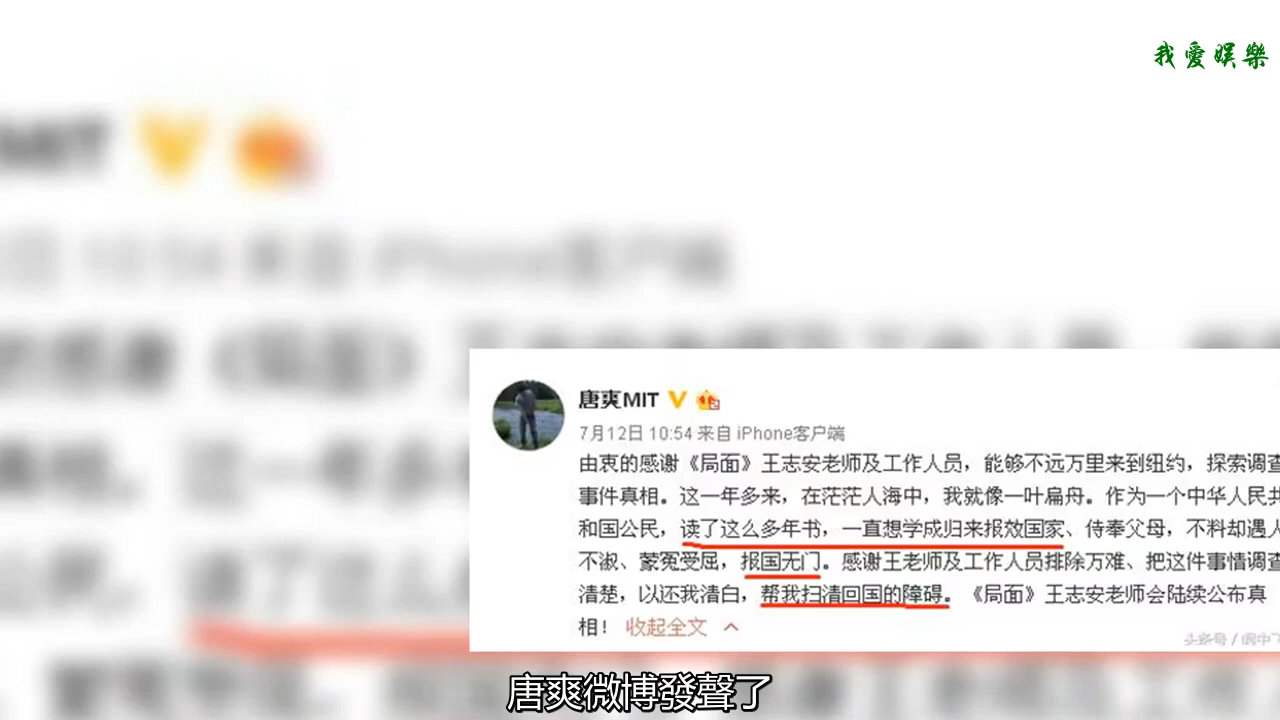 我愛娛樂
唐爽MIT
7月12日 10:54 来自 iPhone客户端
由衷的感谢《局面》王志安老师及工作人员，能够不远万里来到纽约，探索调查
事件真相。这一年多来，在茫茫人海中，我就像一叶扁舟。作为一个中华人民共
和国公民，读了这么多年书，一直想学成归来报效国家、侍奉父母，不料却遇人
不淑、蒙冤受屈，报国无门。感谢王老师及工作人员排除万难、把这件事情调查
清楚，以还我清白，帮我扫清回国的障碍。《局面》王志安老师会陆续公布真
相！ 收起全文
头条号 /
唐爽微博發聲了